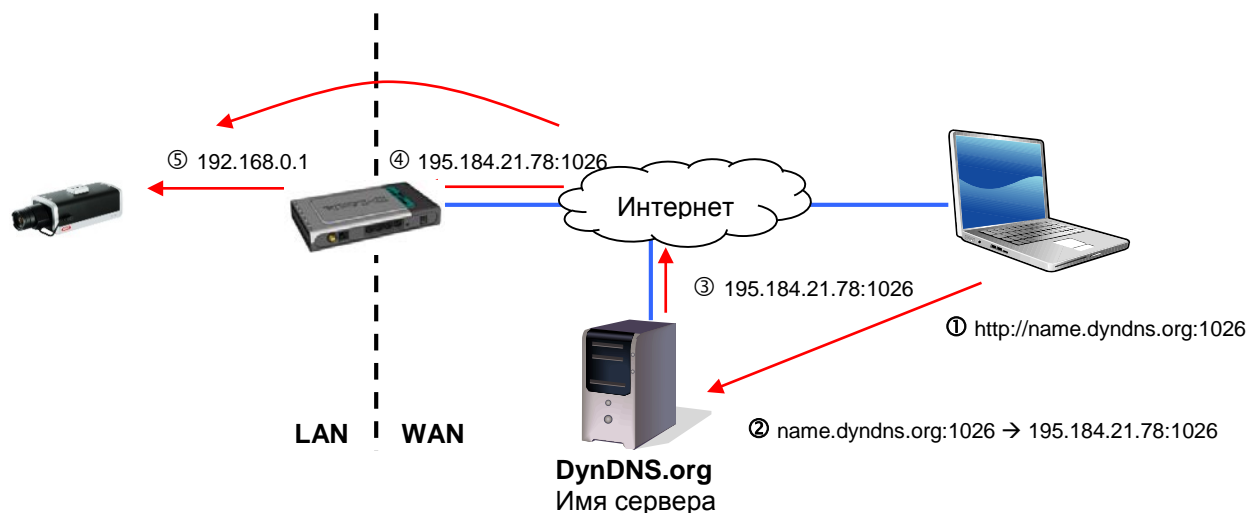 ⑤ 192.168.0.1
④ 195.184.21.78:1026
Интернет
③ 195.184.21.78:1026
① http://name.dyndns.org:1026
LAN
WAN
② name.dyndns.org:1026 → 195.184.21.78:1026
DynDNS.org
Имя сервера